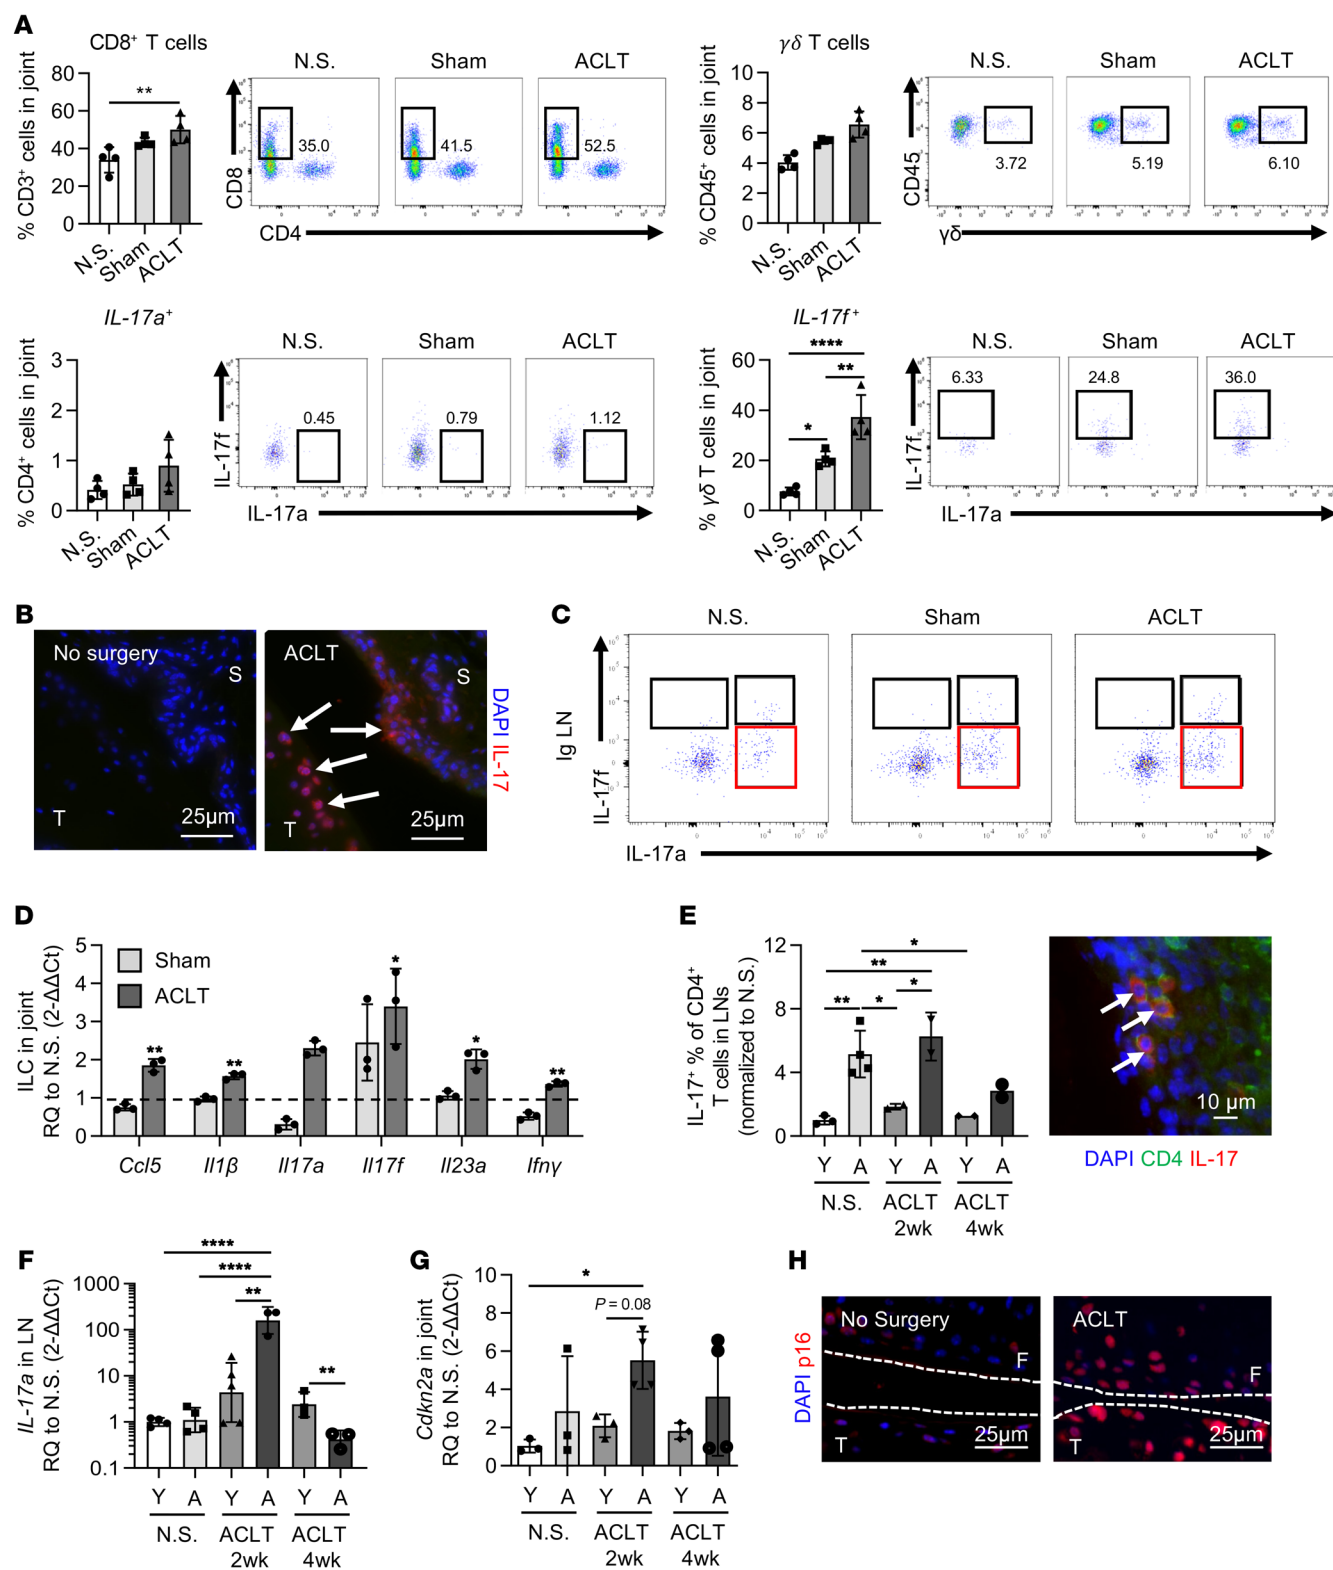 A
CD8+ T cells
% CD3+ cells in joint
80
60
40
20
0
**
N.S.
Sham
ACLT
N.S.
Sham
ACLT
35.0
41.5
52.5
CD8
CD4
γδ T cells
% CD45+ cells in joint
10
8
6
4
2
0
N.S.
Sham
ACLT
N.S.
Sham
ACLT
3.72
5.19
6.10
CD45
γδ
IL-17a+
% CD4+ cells in joint
3
2
1
0
N.S.
Sham
ACLT
N.S.
Sham
ACLT
0.45
0.79
1.12
IL-17f
IL-17a
IL-17f+
% γδ T cells in joint
60
40
20
0
****
**
*
N.S.
Sham
ACLT
N.S.
Sham
ACLT
6.33
24.8
36.0
IL-17f
IL-17a
B
No surgery
S
T
25µm
ACLT
S
T
25µm
DAPI IL-17
C
N.S.
Sham
ACLT
Ig LN
IL-17f
IL-17a
D
ILC in joint
RQ to N.S. (2-ΔΔCt)
5
4
3
2
1
0
Sham
ACLT
**
**
*
*
**
Ccl5
Il1β
Il17a
Il17f
Il23a
Ifnγ
E
IL-17+ % of CD4+
T cells in LNs
(normalized to N.S.)
12
8
4
0
*
**
*
**
*
Y A Y A Y A
N.S.
ACLT
2wk
ACLT
4wk
10 µm
DAPI CD4 IL-17
F
IL-17a in LN
RQ to N.S. (2-ΔΔCt)
1000
100
10
1
0.1
****
****
**
**
Y A Y A Y A
N.S.
ACLT
2wk
ACLT
4wk
G
Cdkn2a in joint
RQ to N.S. (2-ΔΔCt)
10
8
6
4
2
0
*
P = 0.08
Y A Y A Y A
N.S.
ACLT
2wk
ACLT
4wk
H
DAPI p16
No Surgery
F
T
25µm
ACLT
F
T
25µm